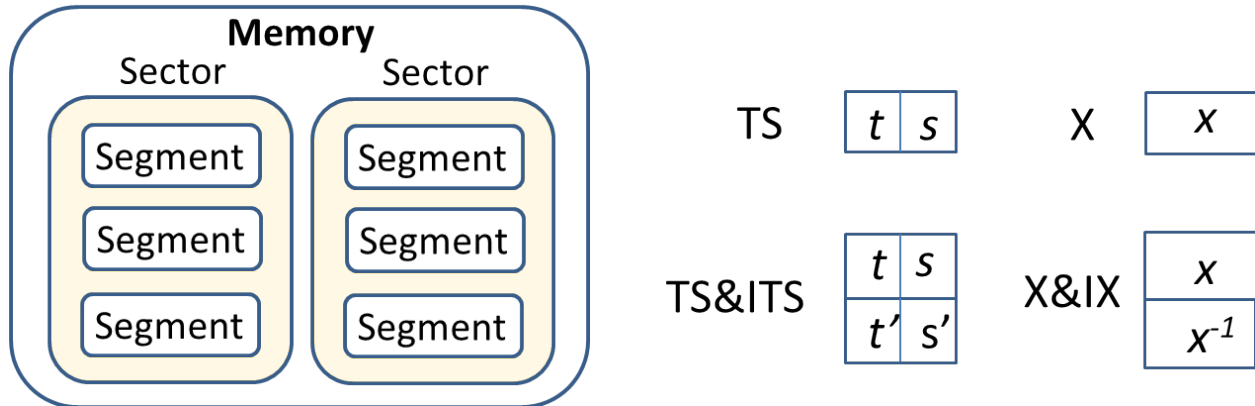 Memory
Sector Sector
Segment Segment
Segment Segment
Segment Segment
TS t s X x
TS&ITS t s X&IX x
t’ s’ x⁻¹